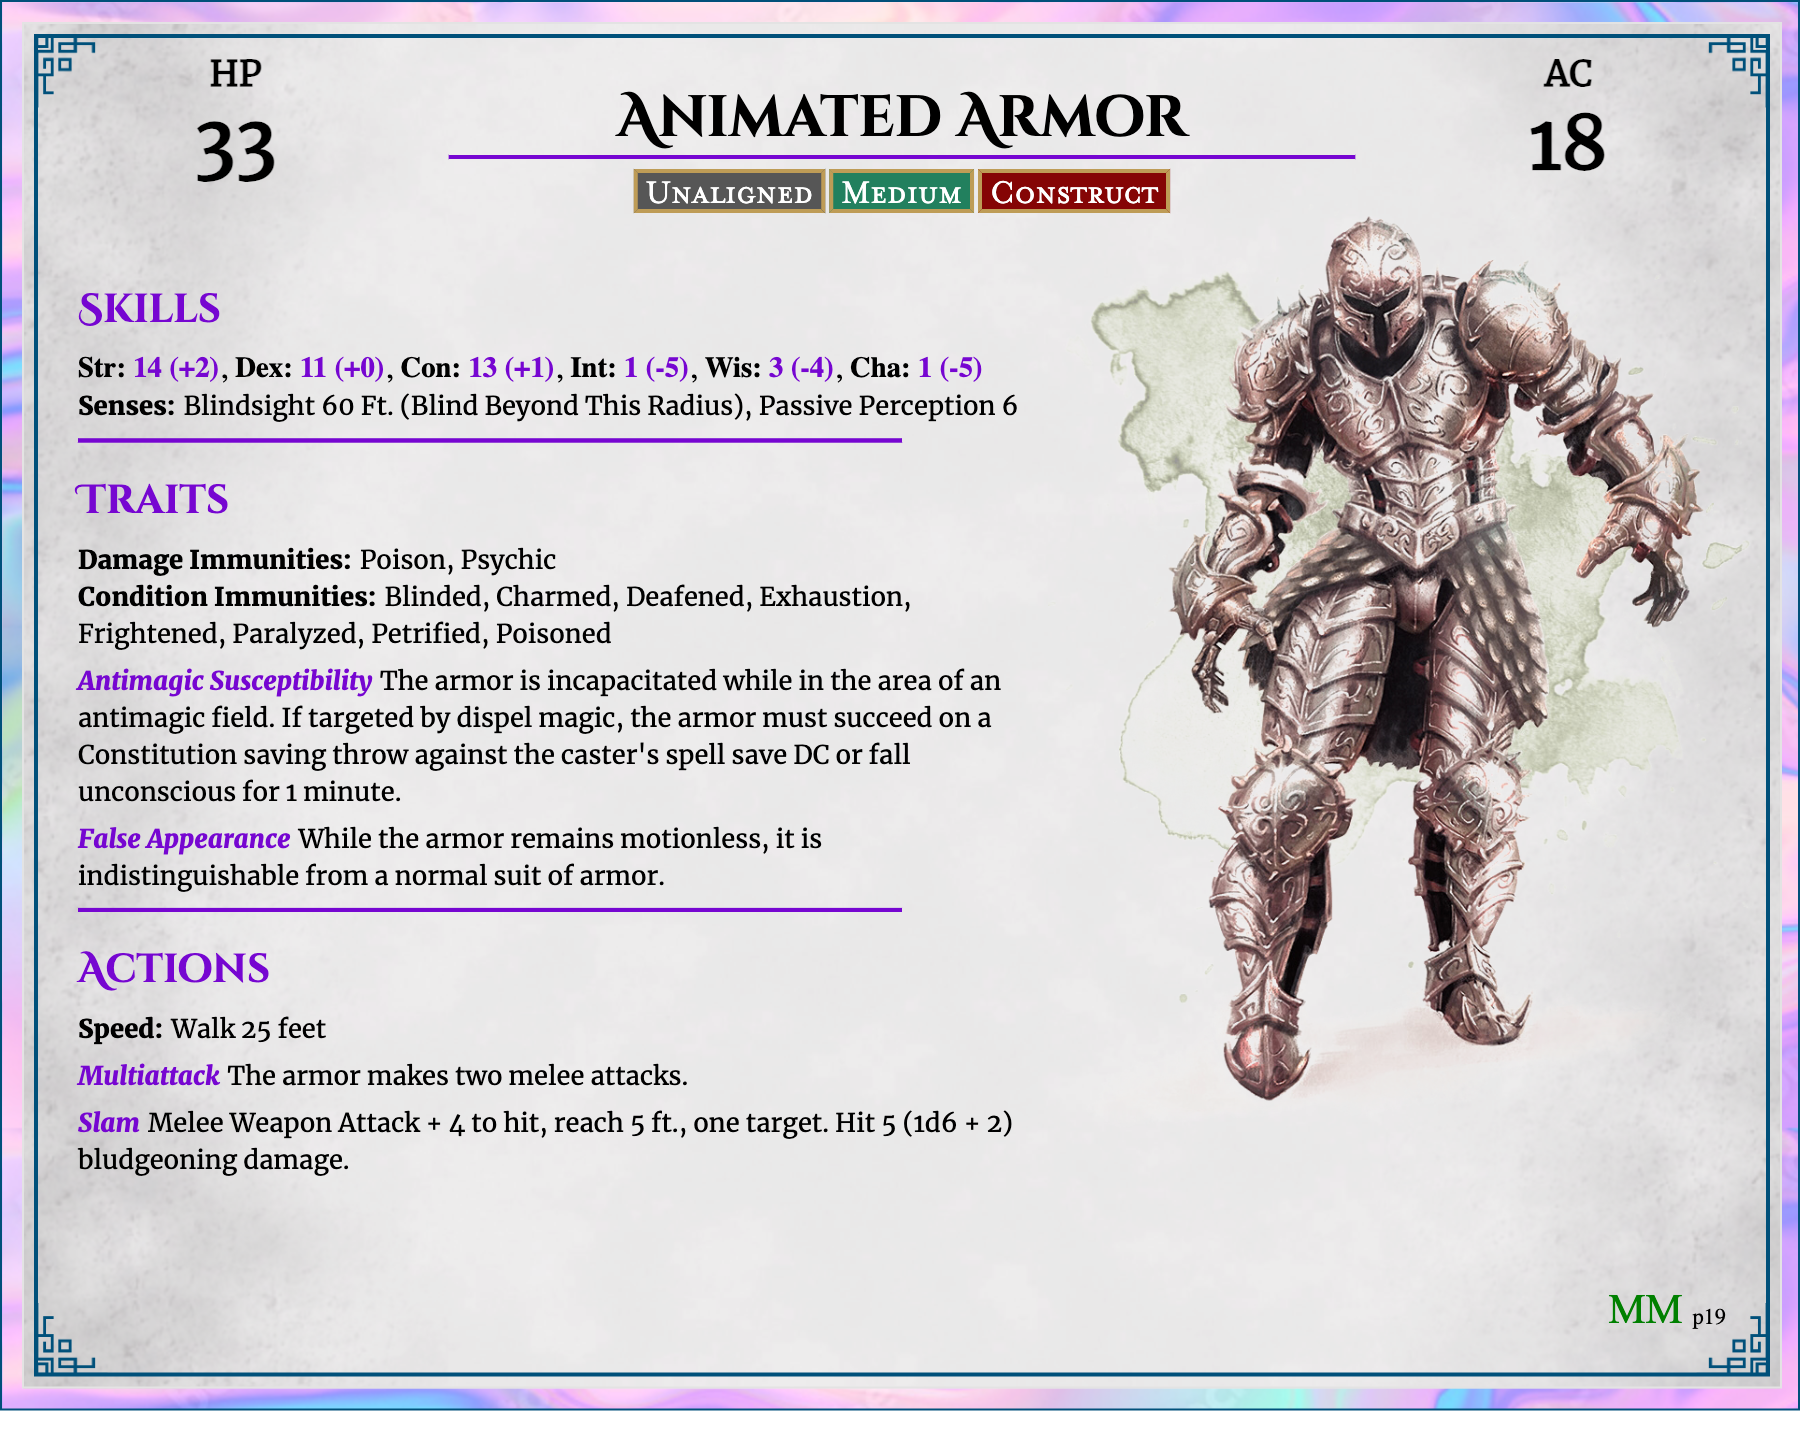 HP
33
Animated Armor
AC
18
Unaligned Medium Construct
Skills
Str: 14 (+2), Dex: 11 (+0), Con: 13 (+1), Int: 1 (-5), Wis: 3 (-4), Cha: 1 (-5)
Senses: Blindsight 60 Ft. (Blind Beyond This Radius), Passive Perception 6
Traits
Damage Immunities: Poison, Psychic
Condition Immunities: Blinded, Charmed, Deafened, Exhaustion,
Frightened, Paralyzed, Petrified, Poisoned
Antimagic Susceptibility The armor is incapacitated while in the area of an
antimagic field. If targeted by dispel magic, the armor must succeed on a
Constitution saving throw against the caster's spell save DC or fall
unconscious for 1 minute.
False Appearance While the armor remains motionless, it is
indistinguishable from a normal suit of armor.
Actions
Speed: Walk 25 feet
Multiattack The armor makes two melee attacks.
Slam Melee Weapon Attack + 4 to hit, reach 5 ft., one target. Hit 5 (1d6 + 2)
bludgeoning damage.
MM p19